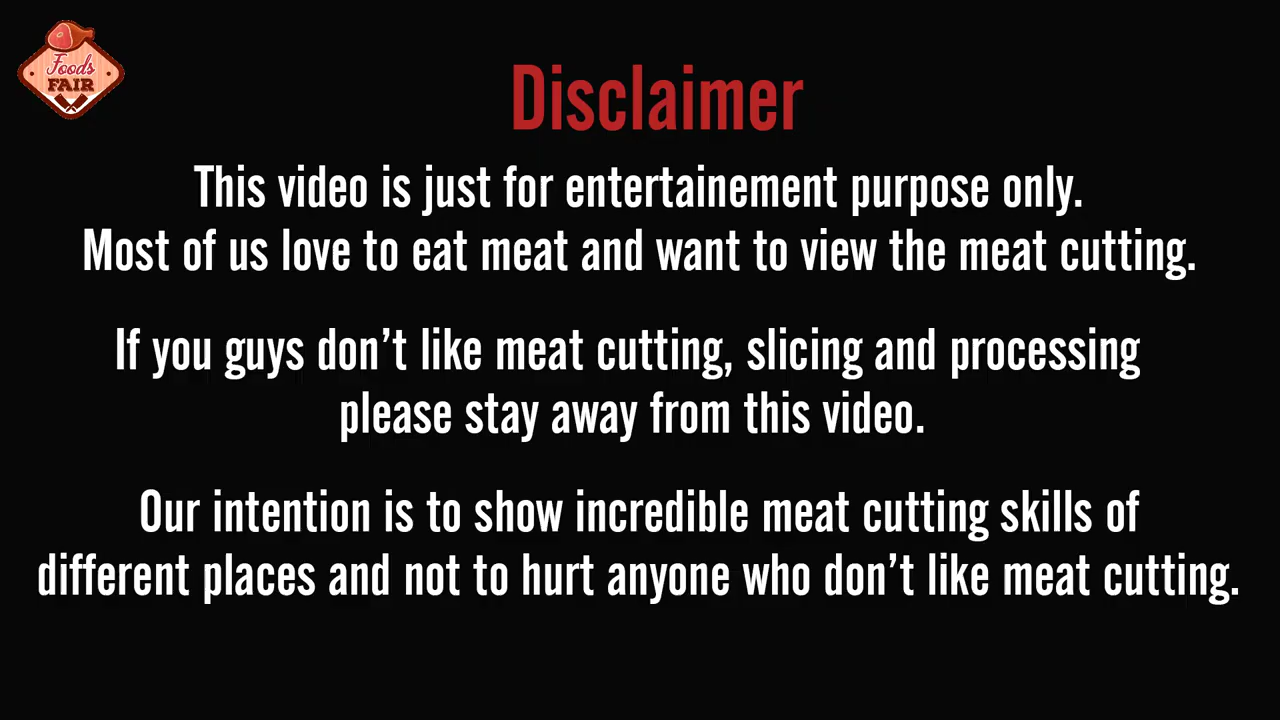 Foods
FAIR
Disclaimer
This video is just for entertainement purpose only.
Most of us love to eat meat and want to view the meat cutting.
If you guys don’t like meat cutting, slicing and processing
please stay away from this video.
Our intention is to show incredible meat cutting skills of
different places and not to hurt anyone who don’t like meat cutting.